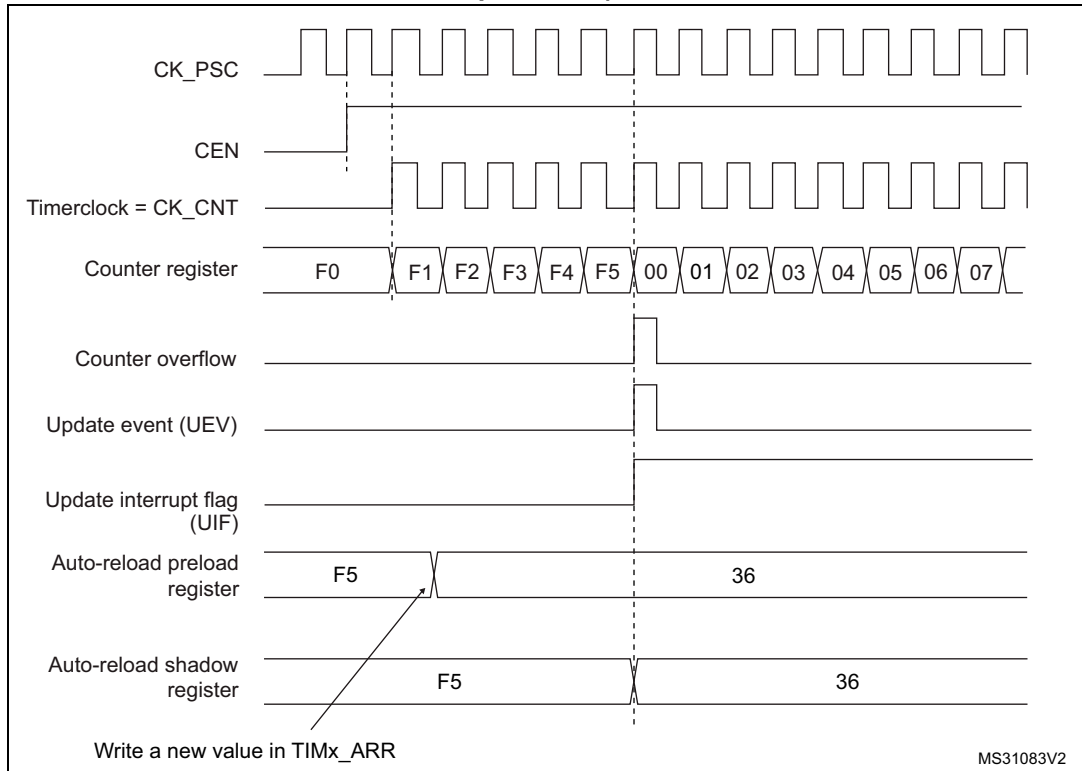 CK_PSC
CEN
Timerclock = CK_CNT
Counter register
F0 F1 F2 F3 F4 F5 00 01 02 03 04 05 06 07
Counter overflow
Update event (UEV)
Update interrupt flag
(UIF)
Auto-reload preload
register
F5 36
Auto-reload shadow
register
F5 36
Write a new value in TIMx_ARR
MS31083V2